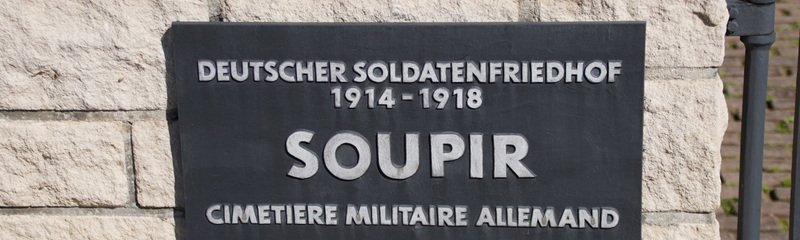 DEUTSCHER SOLDATENFRIEDHOF
1914 - 1918
SOUPIR
CIMETIERE MILITAIRE ALLEMAND